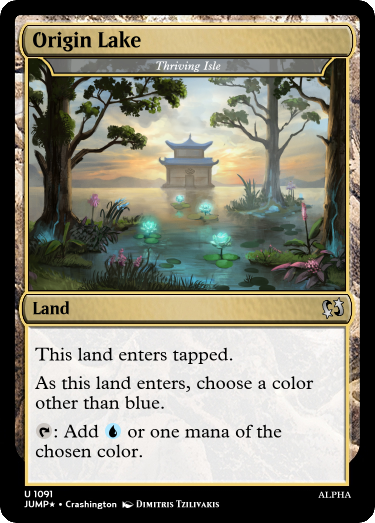 Origin Lake
Thriving Isle
Land
This land enters tapped.
As this land enters, choose a color
other than blue.
: Add or one mana of the
chosen color.
U 1091
ALPHA
JUMP★ • Crashington DIMITRIS TZILIVAKIS